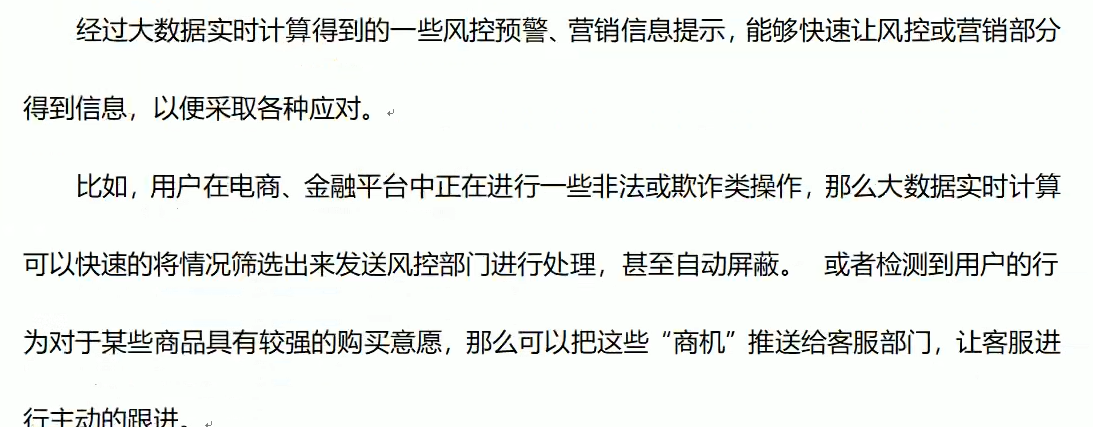 经过大数据实时计算得到的一些风控预警、营销信息提示，能够快速让风控或营销部分
得到信息，以便采取各种应对。
比如，用户在电商、金融平台中正在进行一些非法或欺诈类操作，那么大数据实时计算
可以快速的将情况筛选出来发送风控部门进行处理，甚至自动屏蔽。 或者检测到用户的行
为对于某些商品具有较强的购买意愿，那么可以把这些“商机”推送给客服部门，让客服进
行主动的跟进。